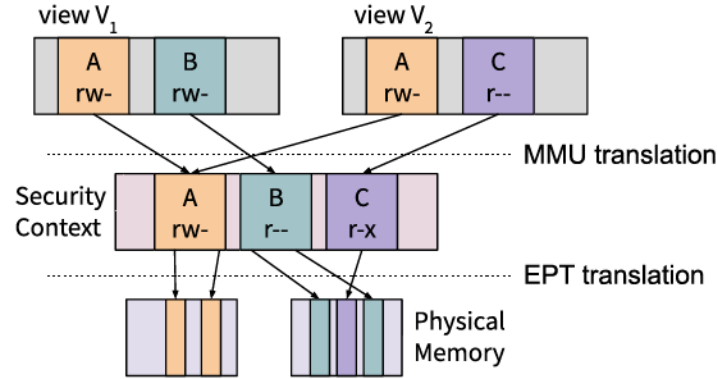 view V1
view V2
A
rw-
B
rw-
A
rw-
C
r--
MMU translation
Security
Context
A
rw-
B
r--
C
r-x
EPT translation
Physical
Memory